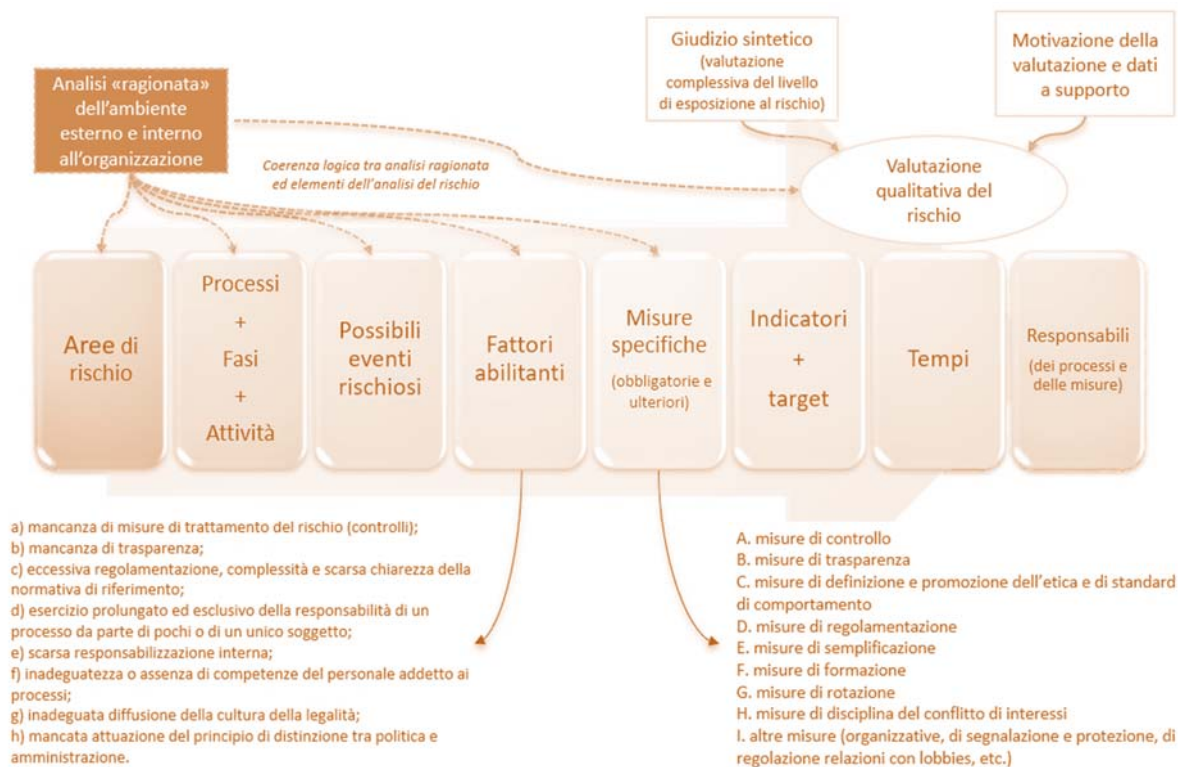 Analisi «ragionata»
dell'ambiente
esterno e interno
all'organizzazione
Giudizio sintetico
(valutazione
complessiva del livello
di esposizione al rischio)
Motivazione della
valutazione e dati
a supporto
Coerenza logica tra analisi ragionata
ed elementi dell'analisi del rischio
Valutazione
qualitativa del
rischio
Aree di
rischio
Processi
+
Fasi
+
Attività
Possibili
eventi
rischiosi
Fattori
abilitanti
Misure
specifiche
(obbligatorie e
ulteriori)
Indicatori
+
target
Tempi
Responsabili
(dei processi e
delle misure)
a) mancanza di misure di trattamento del rischio (controlli);
b) mancanza di trasparenza;
c) eccessiva regolamentazione, complessità e scarsa chiarezza della
normativa di riferimento;
d) esercizio prolungato ed esclusivo della responsabilità di un
processo da parte di pochi o di un unico soggetto;
e) scarsa responsabilizzazione interna;
f) inadeguatezza o assenza di competenze del personale addetto ai
processi;
g) inadeguata diffusione della cultura della legalità;
h) mancata attuazione del principio di distinzione tra politica e
amministrazione.
A. misure di controllo
B. misure di trasparenza
C. misure di definizione e promozione dell'etica e di standard
di comportamento
D. misure di regolamentazione
E. misure di semplificazione
F. misure di formazione
G. misure di rotazione
H. misure di disciplina del conflitto di interessi
I. altre misure (organizzative, di segnalazione e protezione, di
regolazione relazioni con lobbies, etc.)